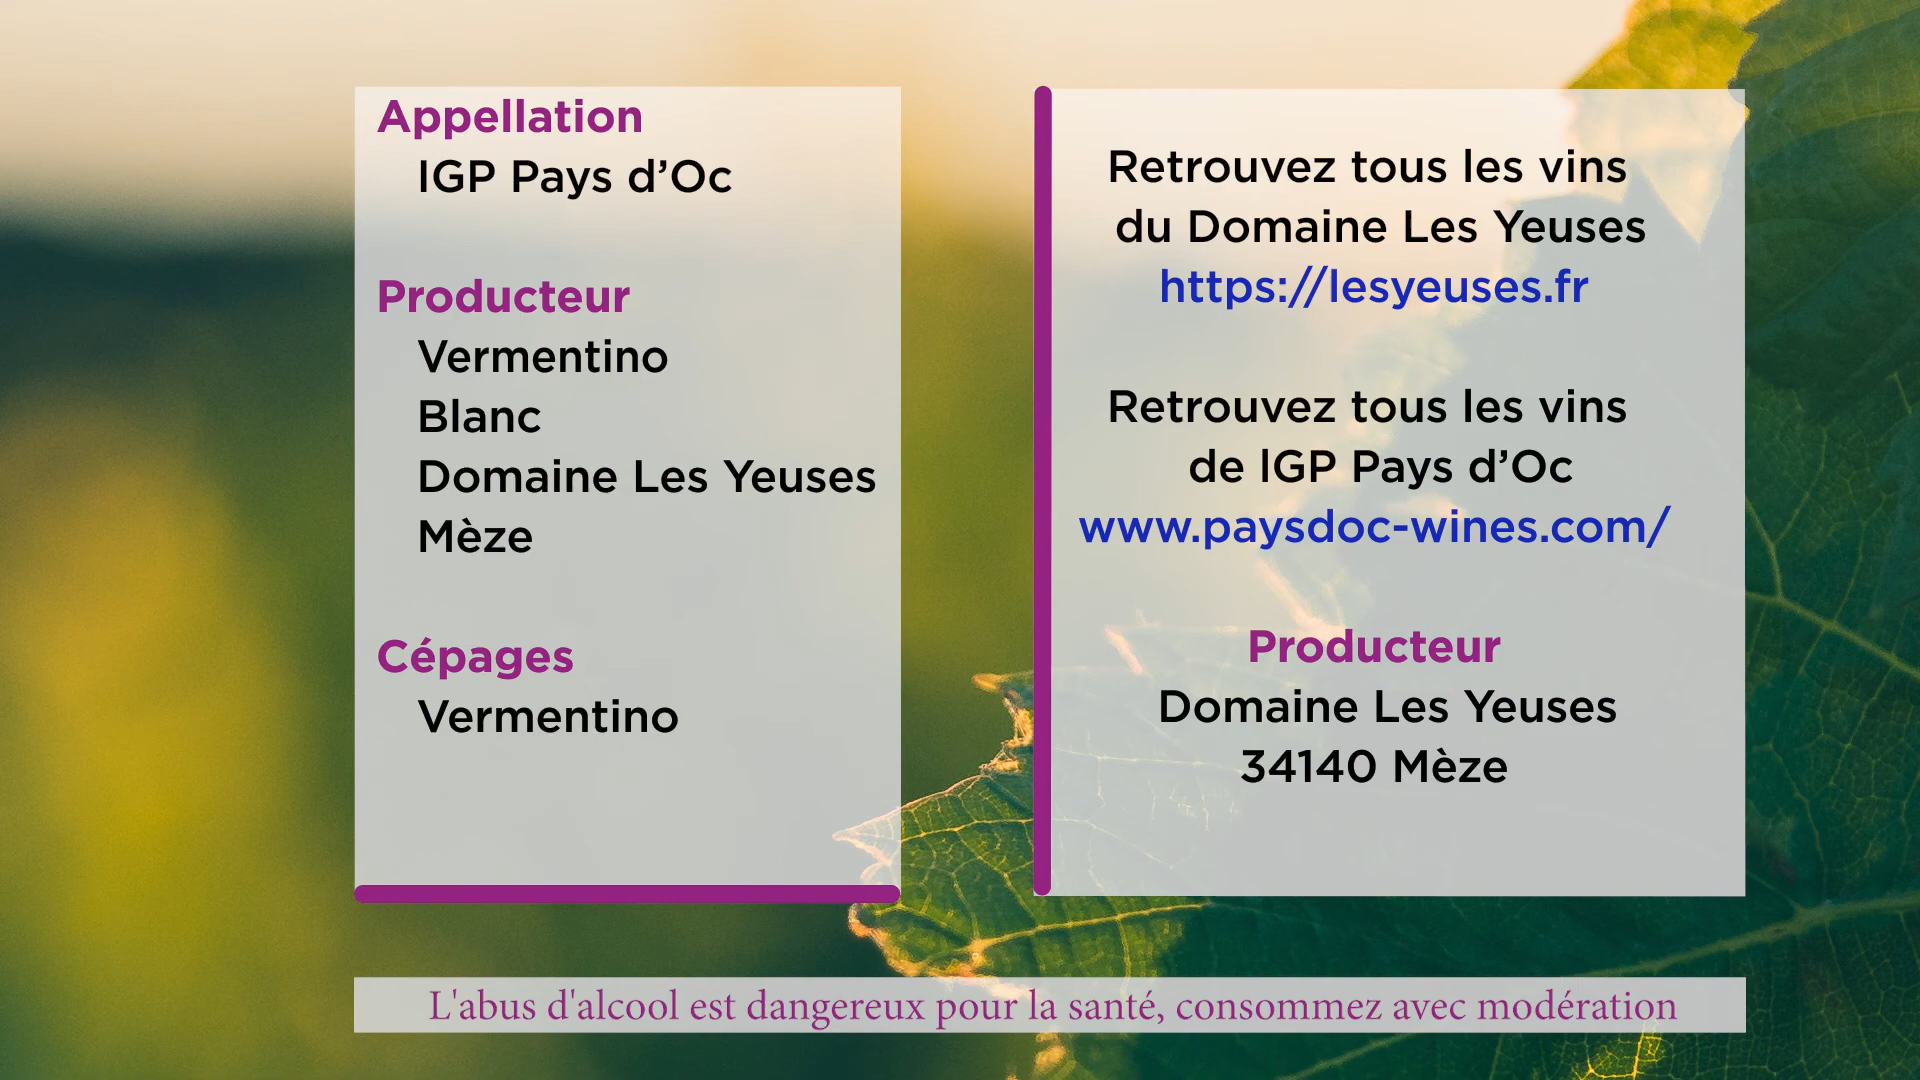 Appellation
IGP Pays d’Oc
Producteur
Vermentino
Blanc
Domaine Les Yeuses
Mèze
Cépages
Vermentino
Retrouvez tous les vins
du Domaine Les Yeuses
https://lesyeuses.fr
Retrouvez tous les vins
de IGP Pays d’Oc
www.paysdoc-wines.com/
Producteur
Domaine Les Yeuses
34140 Mèze
L'abus d'alcool est dangereux pour la santé, consommez avec modération